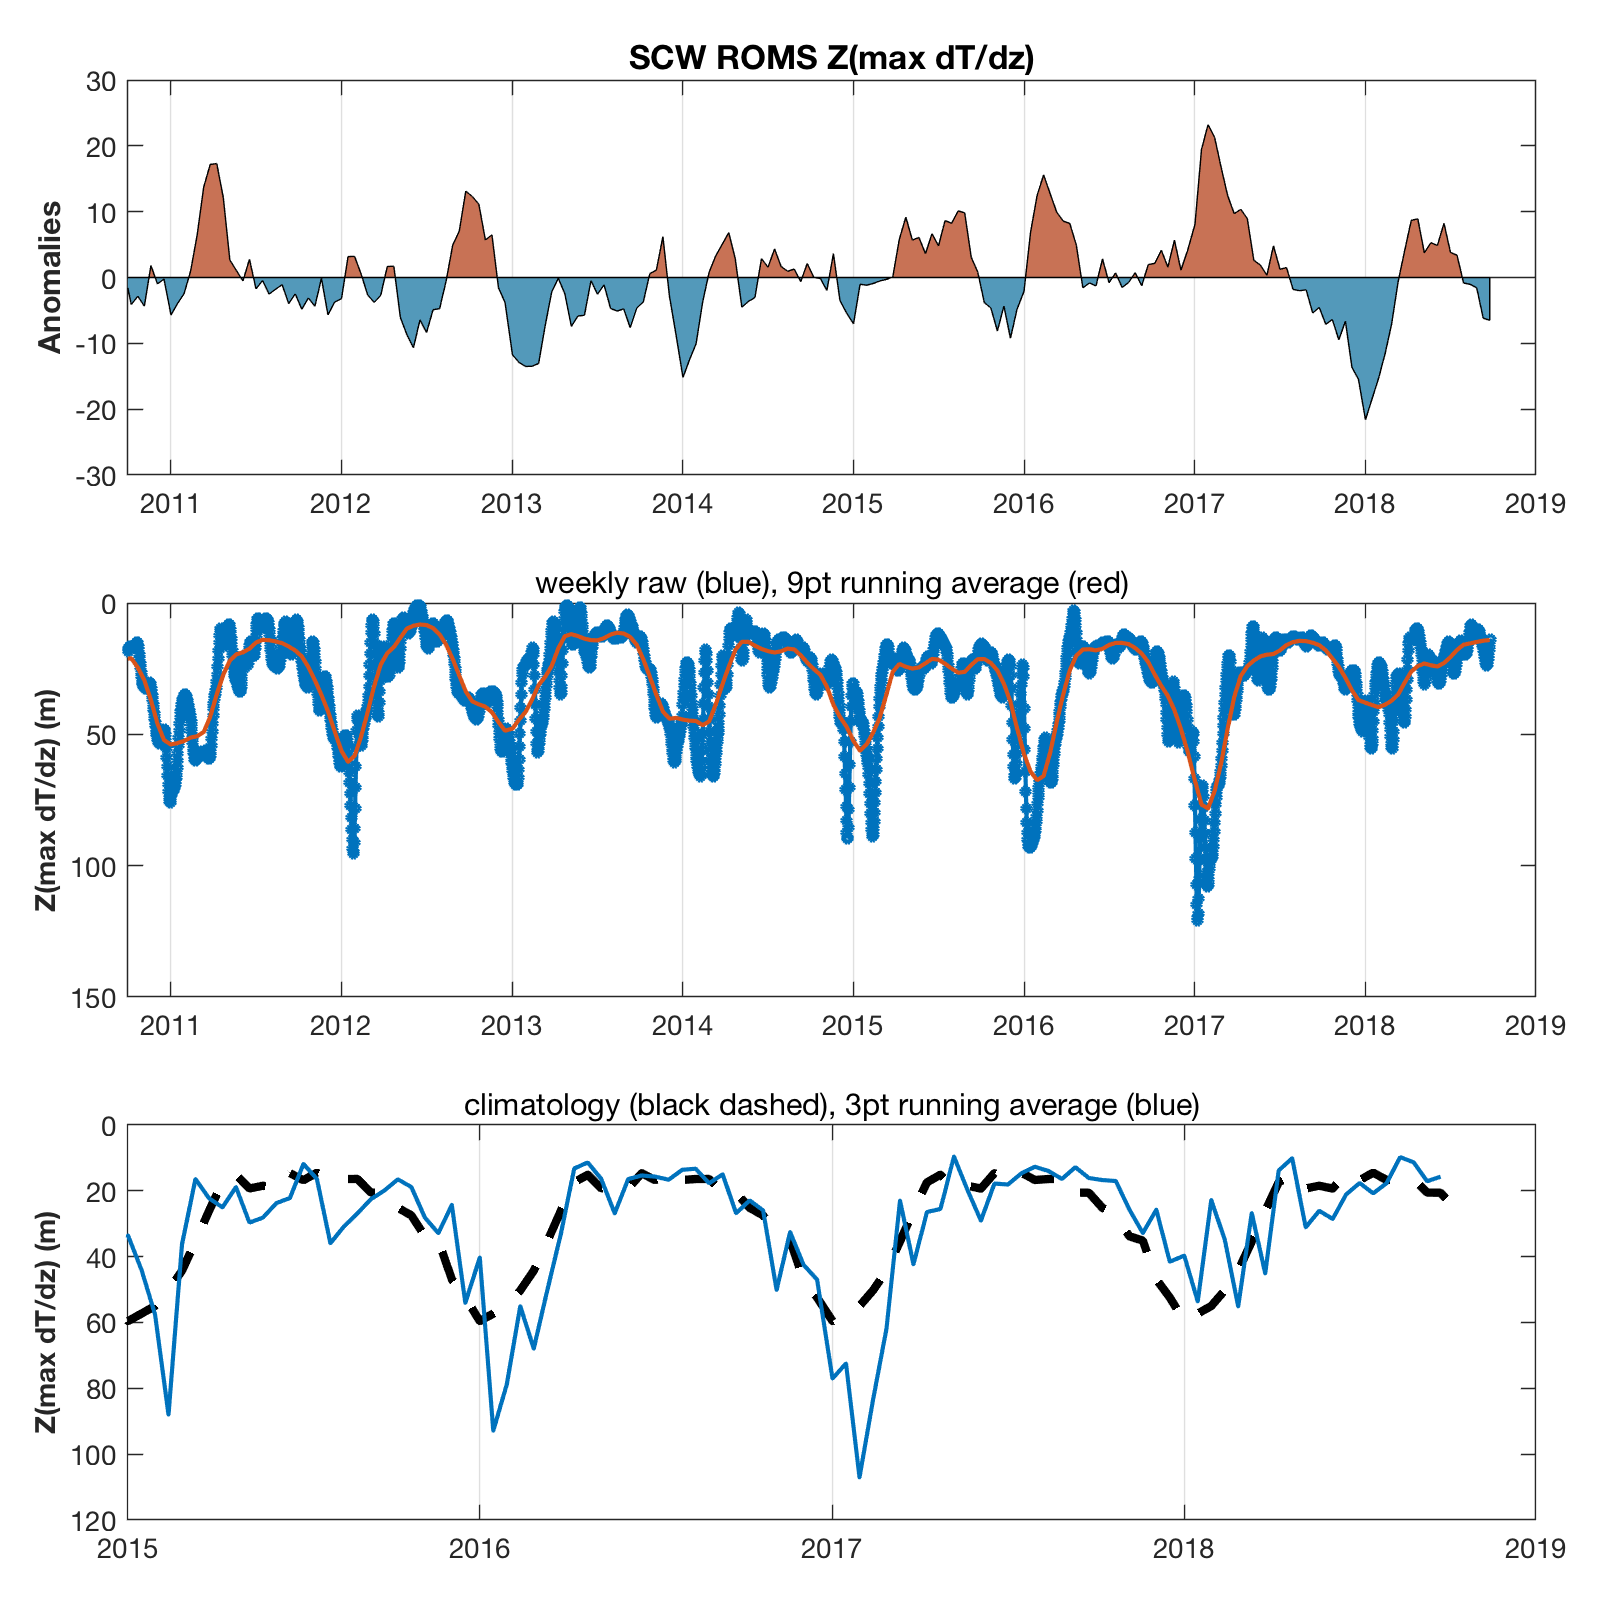 SCW ROMS Z(max dT/dz)
Anomalies
30
20
10
0
-10
-20
-30
2011 2012 2013 2014 2015 2016 2017 2018 2019
weekly raw (blue), 9pt running average (red)
Z(max dT/dz) (m)
0
50
100
150
2011 2012 2013 2014 2015 2016 2017 2018 2019
climatology (black dashed), 3pt running average (blue)
Z(max dT/dz) (m)
0
20
40
60
80
100
120
2015 2016 2017 2018 2019